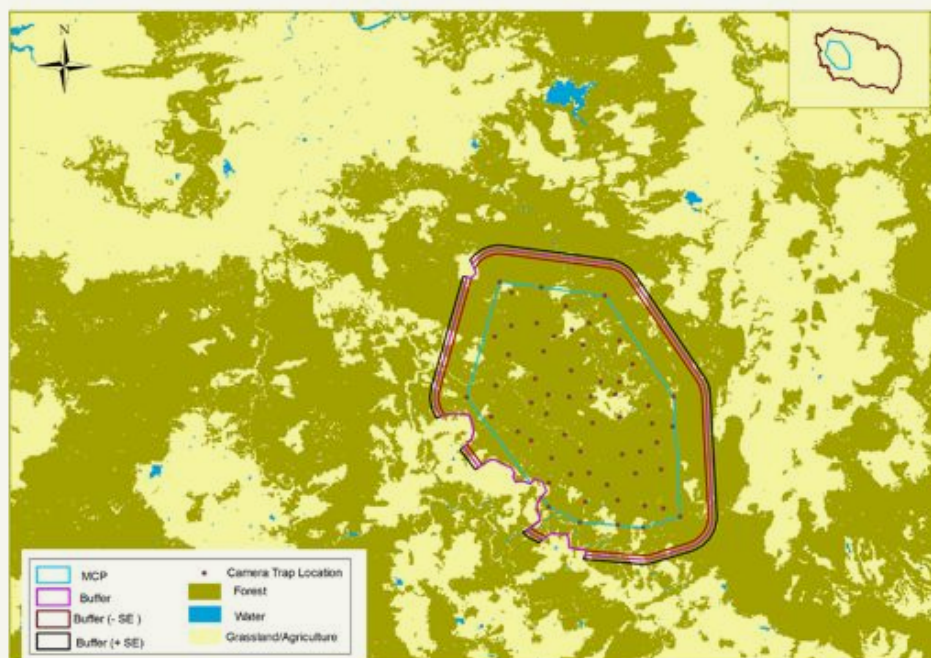 N
MCP
Buffer
Buffer (- SE )
Buffer (+ SE)
Camera Trap Location
Forest
Water
Grassland/Agriculture